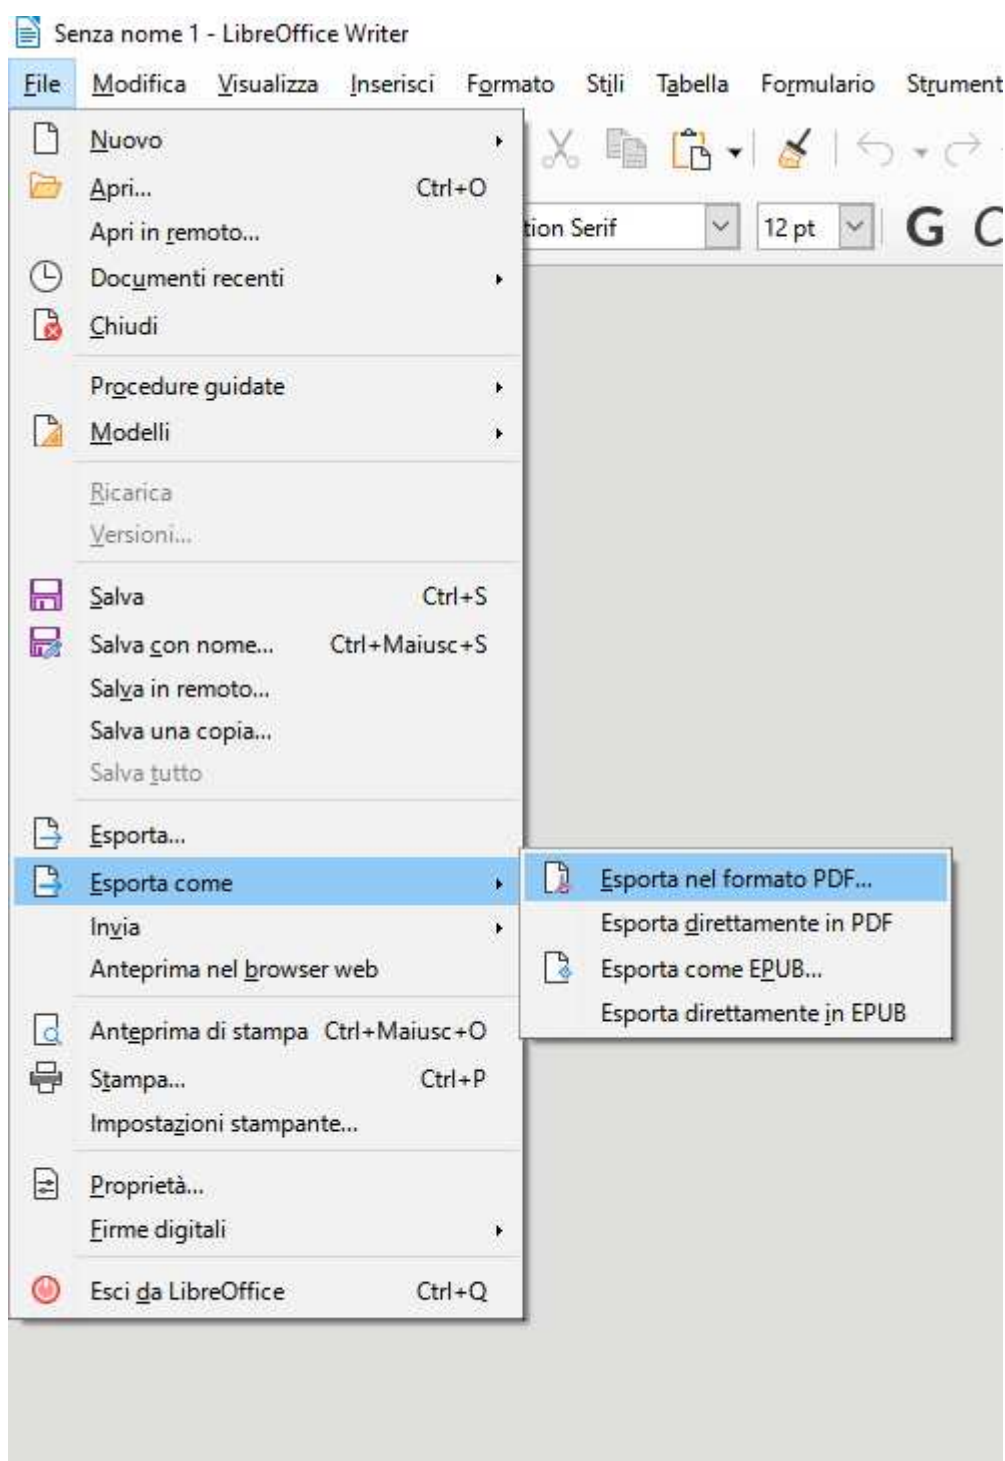 Senza nome 1 - LibreOffice Writer
File Modifica Visualizza Inserisci Formato Stili Tabella Formulario Strument
Nuovo
Apri... Ctrl+O
Apri in remoto...
tion Serif 12 pt G C
Documenti recenti
Chiudi
Procedure guidate
Modelli
Ricarica
Versioni...
Salva Ctrl+S
Salva con nome... Ctrl+Maiusc+S
Salva in remoto...
Salva una copia...
Salva tutto
Esporta...
Esporta come
Invia
Anteprima nel browser web
Anteprima di stampa Ctrl+Maiusc+O
Stampa... Ctrl+P
Impostazioni stampante...
Proprietà...
Firme digitali
Esci da LibreOffice Ctrl+Q
Esporta nel formato PDF...
Esporta direttamente in PDF
Esporta come EPUB...
Esporta direttamente in EPUB